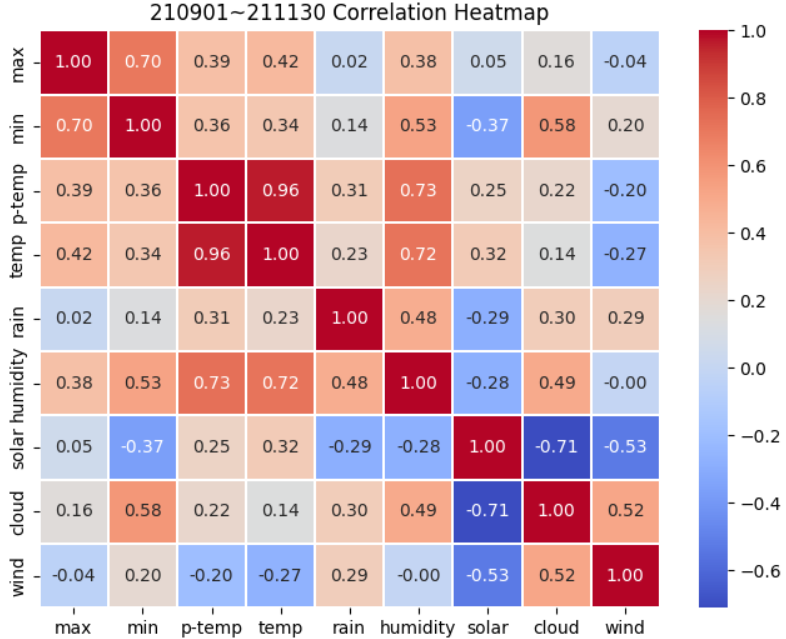 210901~211130 Correlation Heatmap
max 1.00 0.70 0.39 0.42 0.02 0.38 0.05 0.16 -0.04
min 0.70 1.00 0.36 0.34 0.14 0.53 -0.37 0.58 0.20
p-temp 0.39 0.36 1.00 0.96 0.31 0.73 0.25 0.22 -0.20
temp 0.42 0.34 0.96 1.00 0.23 0.72 0.32 0.14 -0.27
rain 0.02 0.14 0.31 0.23 1.00 0.48 -0.29 0.30 0.29
humidity 0.38 0.53 0.73 0.72 0.48 1.00 -0.28 0.49 -0.00
solar 0.05 -0.37 0.25 0.32 -0.29 -0.28 1.00 -0.71 -0.53
cloud 0.16 0.58 0.22 0.14 0.30 0.49 -0.71 1.00 0.52
wind -0.04 0.20 -0.20 -0.27 0.29 -0.00 -0.53 0.52 1.00
max min p-temp temp rain humidity solar cloud wind
1.0
0.8
0.6
0.4
0.2
0.0
−0.2
−0.4
−0.6